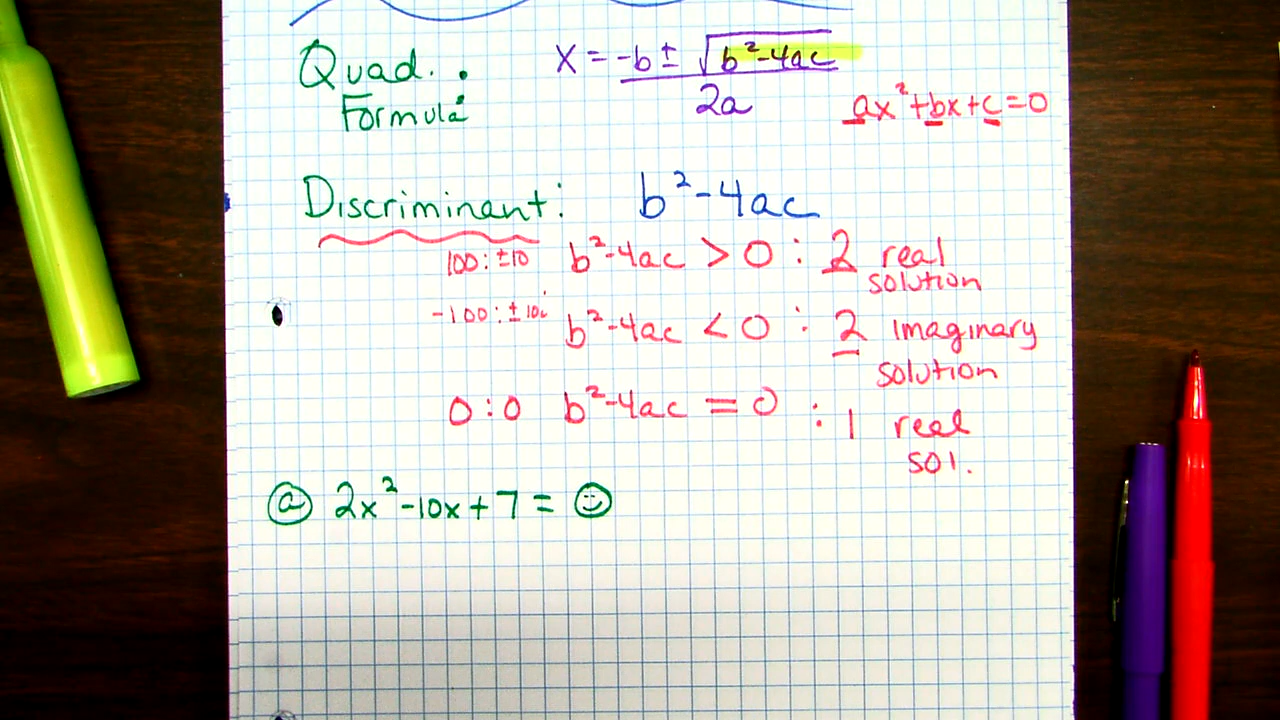 Quad. Formula: x = -b ± √(b²-4ac) / 2a
ax²+bx+c=0
Discriminant: b²-4ac
100: ±10 b²-4ac > 0 : 2 real solution
-100: ±10i b²-4ac < 0 : 2 imaginary solution
0:0 b²-4ac = 0 : 1 real sol.
ⓐ 2x²-10x+7= ☺